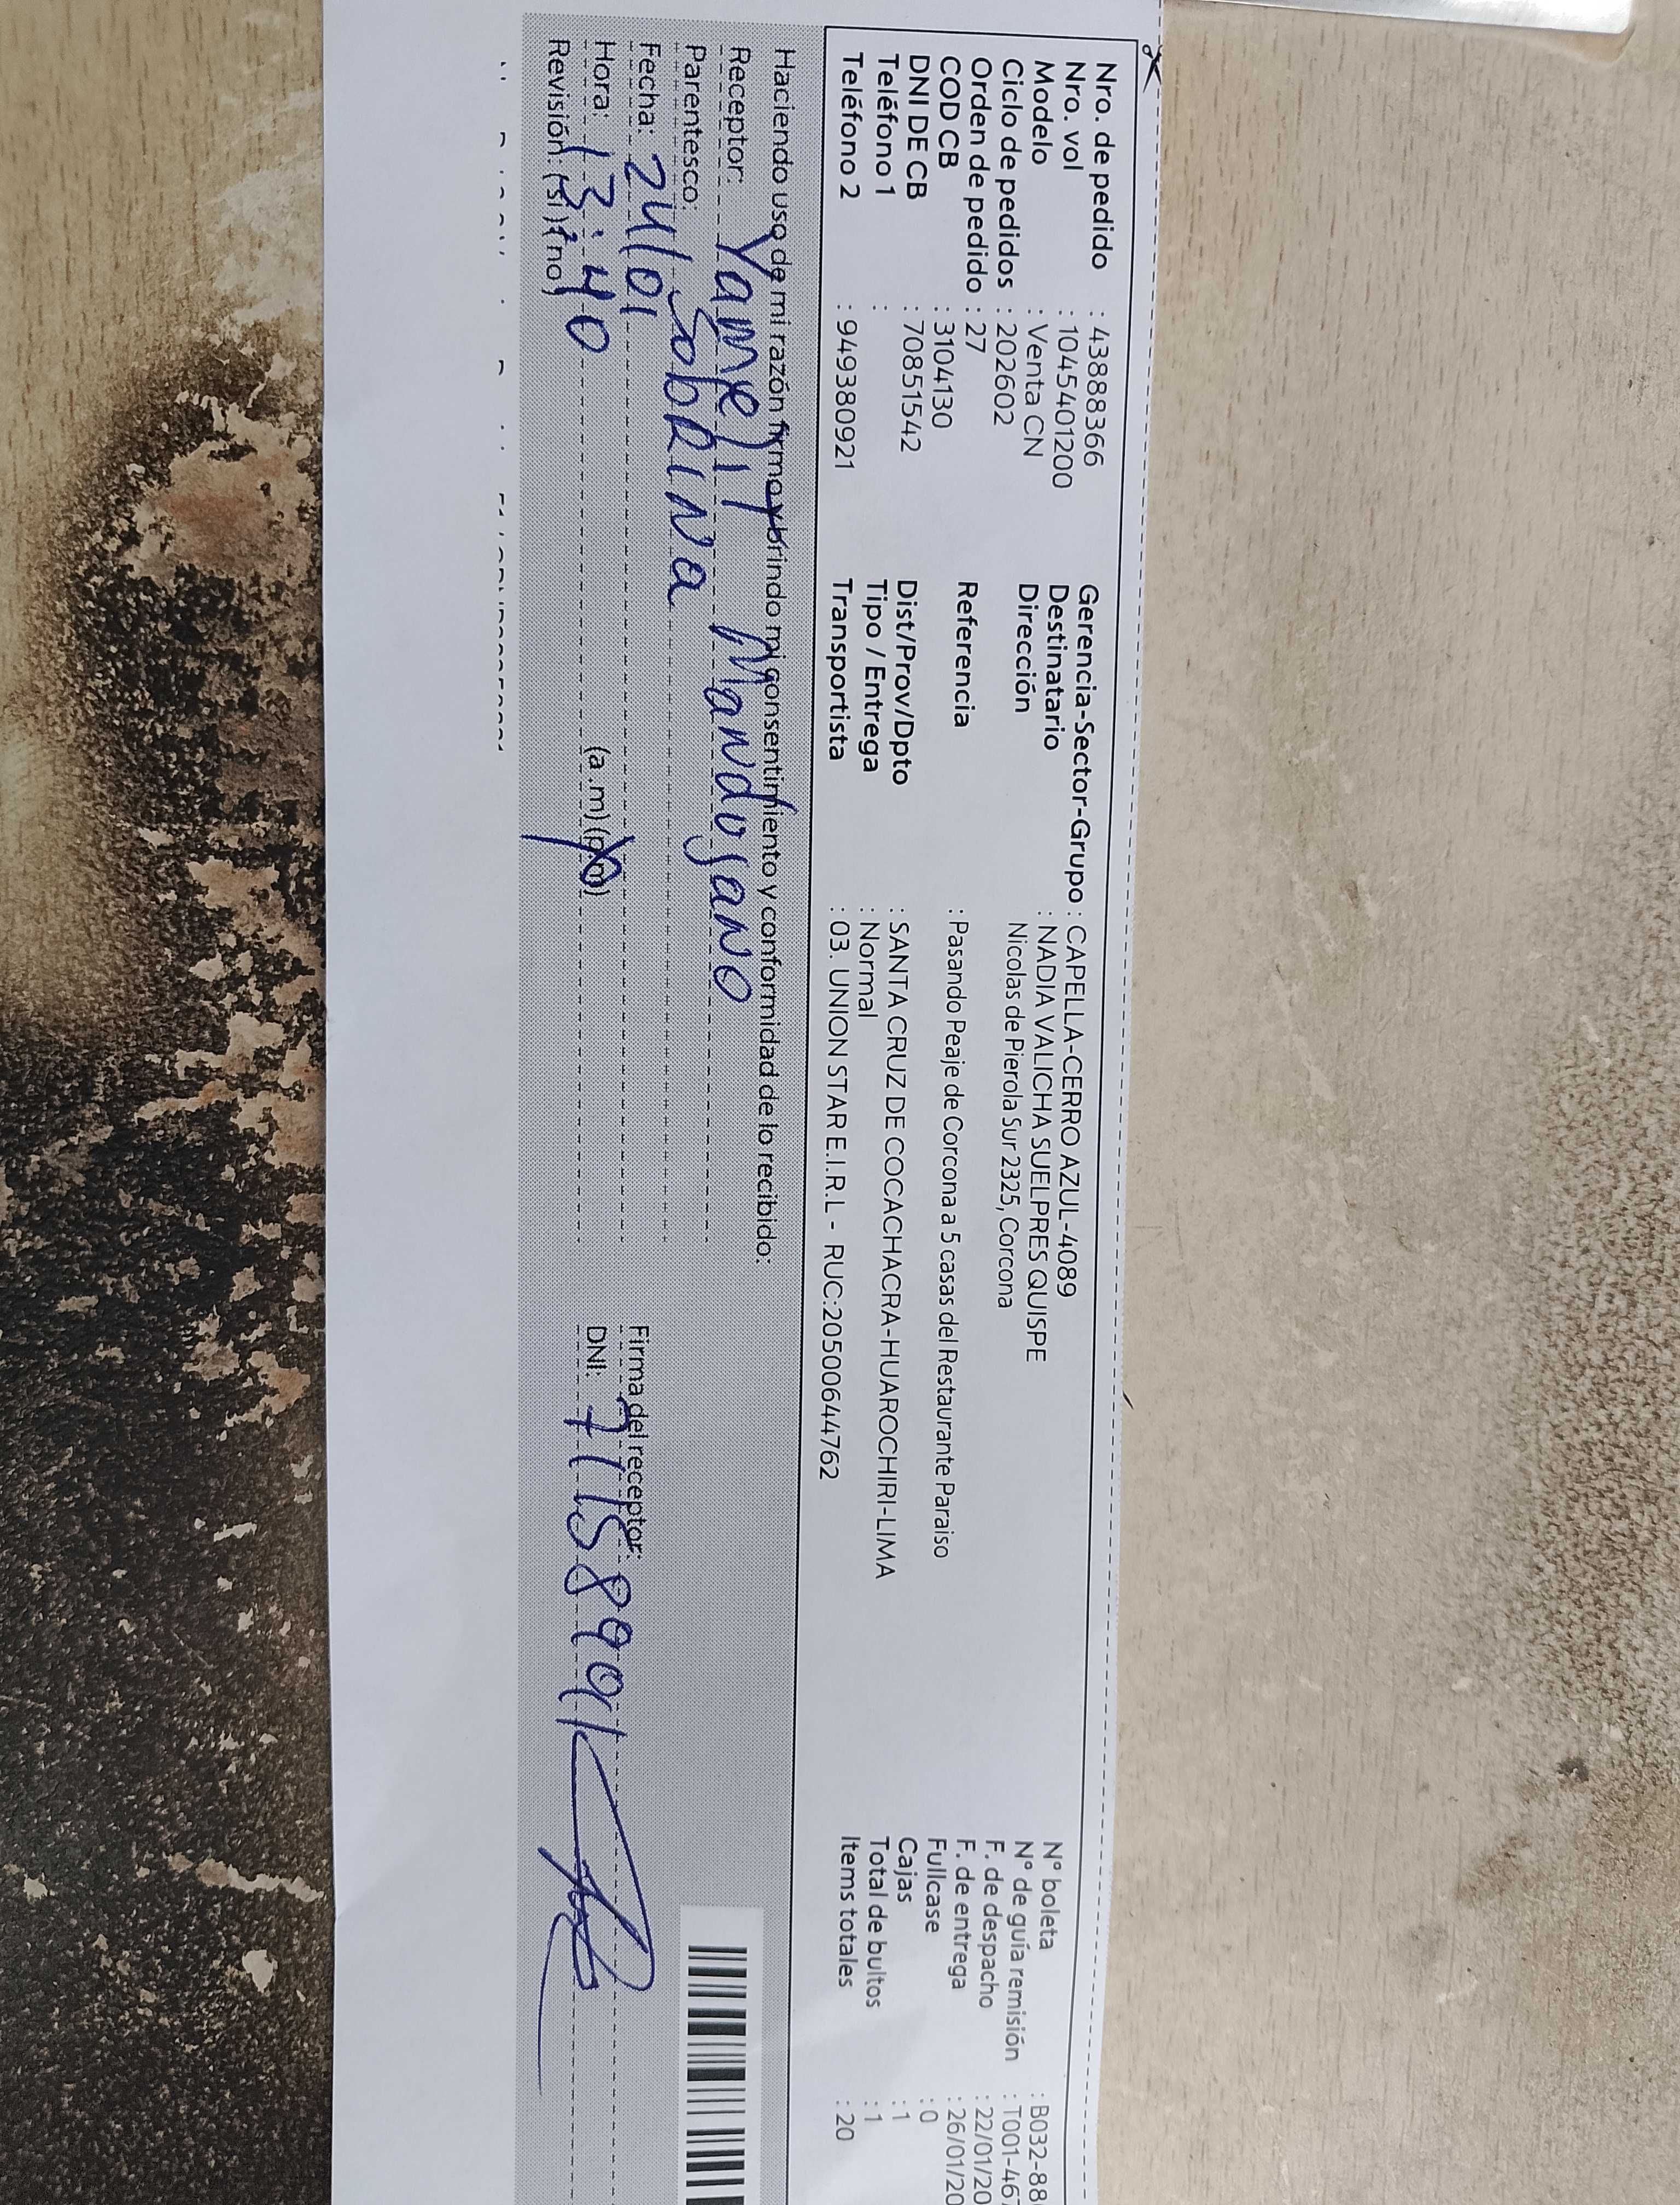 Nro. de pedido : 43888366
Nro. vol : 1045401200
Modelo : Venta CN
Ciclo de pedidos : 202602
Orden de pedido : 27
COD CB : 3104130
DNI DE CB : 70851542
Teléfono 1 :
Teléfono 2 : 949380921
Gerencia-Sector-Grupo : CAPELLA-CERRO AZUL-4089
Destinatario : NADIA VALICHA SUELPRES QUISPE
Dirección Nicolas de Pierola Sur 2325, Corcona
Referencia : Pasando Peaje de Corcona a 5 casas del Restaurante Paraiso
Dist/Prov/Dpto : SANTA CRUZ DE COCACHACRA-HUAROCHIRI-LIMA
Tipo / Entrega : Normal
Transportista : 03. UNION STAR E.I.R.L - RUC:20500644762
N° boleta : B032-88
N° de guía remisión : T001-467
F. de despacho : 22/01/20
F. de entrega : 26/01/20
Fullcase : 0
Cajas : 1
Total de bultos : 1
Items totales : 20
Haciendo uso de mi razón firmo y brindo mi consentimiento y conformidad de lo recibido:
Receptor: Yamelit Mandujano
Parentesco: SobRINa
Fecha: 24/01
Hora: 13:40 (a.m) (p.m)
Revisión: (si) (no)
Firma del receptor:
DNI: